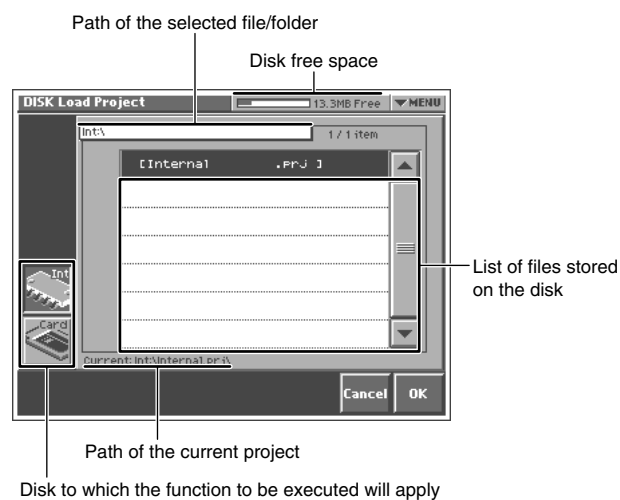 Path of the selected file/folder
Disk free space
DISK Load Project
13.3MB Free
MENU
Int:\
1 / 1 item
[Internal .prj ]
Int
Card
List of files stored
on the disk
Current: Int:\Internal.prj\
Cancel
OK
Path of the current project
Disk to which the function to be executed will apply